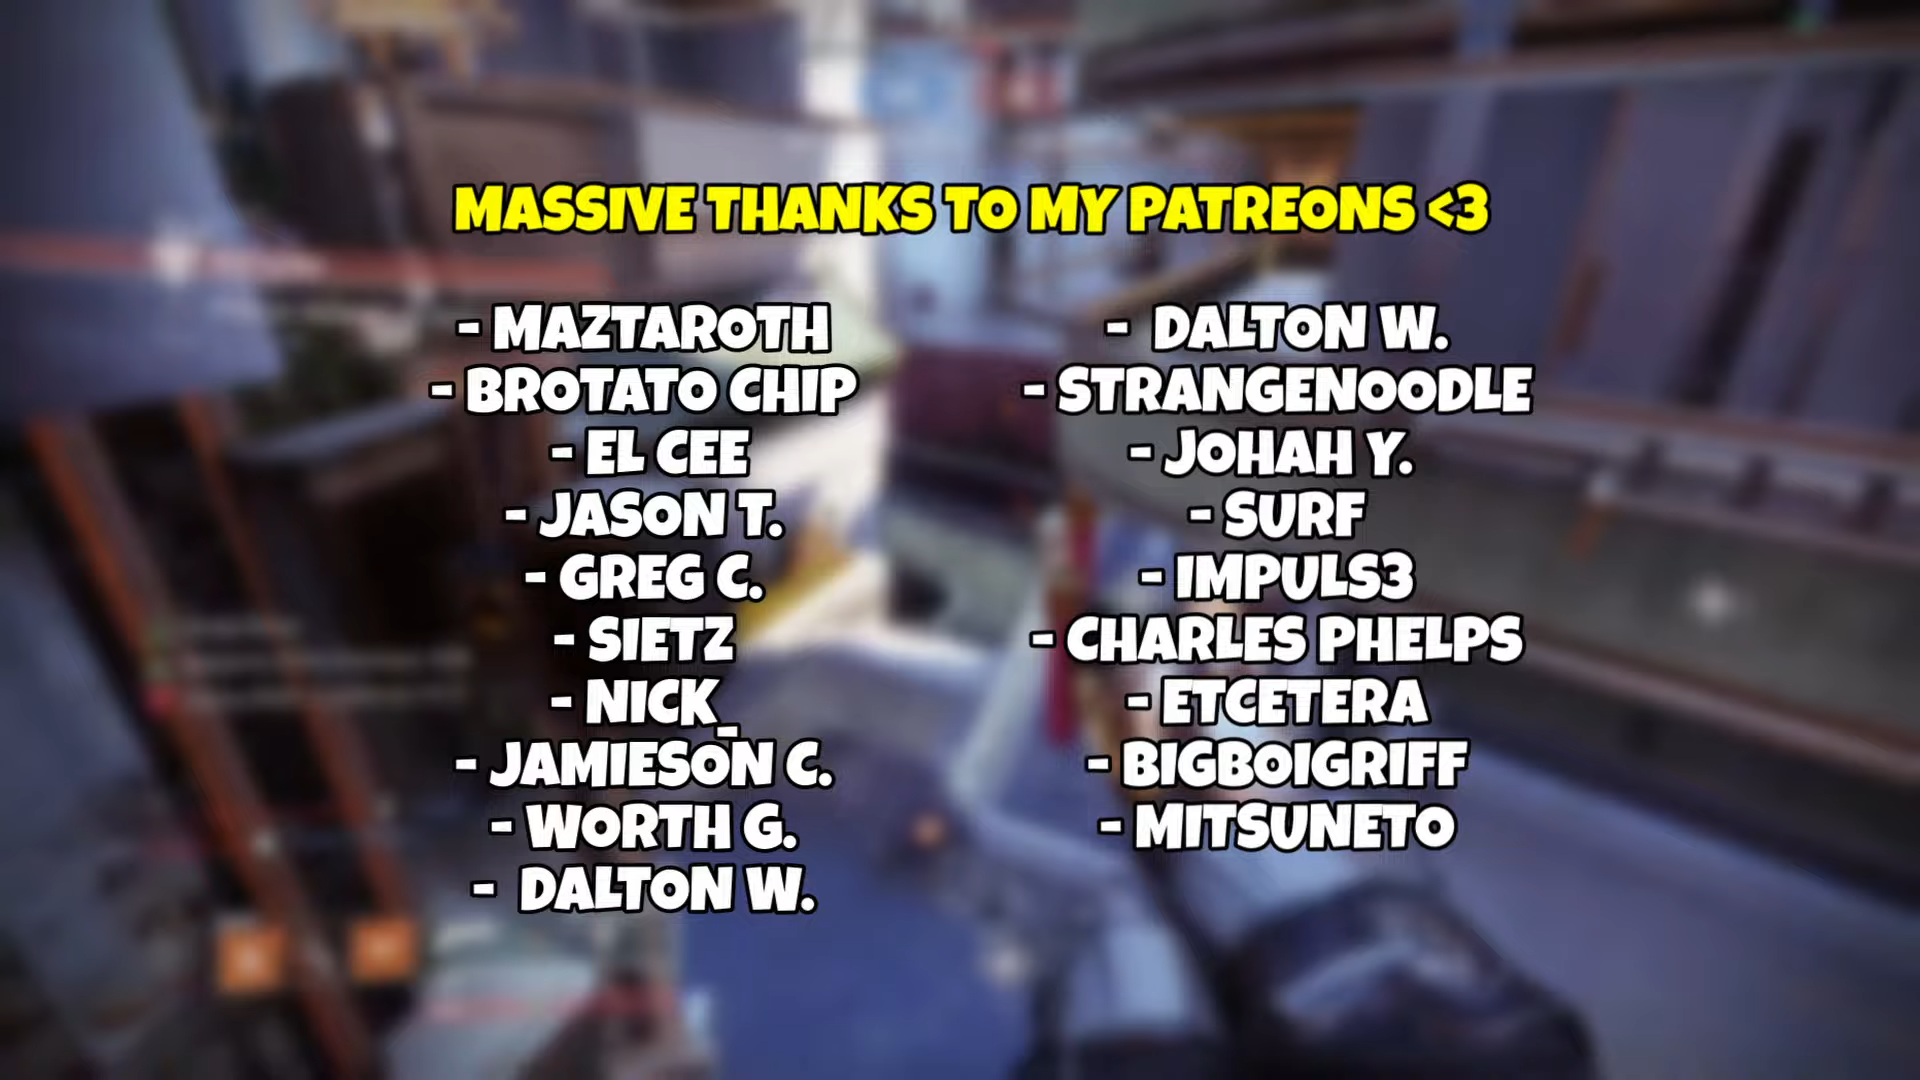 MASSIVE THANKS TO MY PATREONS <3
- MAZTAROTH
- BROTATO CHIP
- EL CEE
- JASON T.
- GREG C.
- SIETZ
- NICK_
- JAMIESON C.
- WORTH G.
- DALTON W.
- DALTON W.
- STRANGENOODLE
- JOHAH Y.
- SURF
- IMPULS3
- CHARLES PHELPS
- ETCETERA
- BIGBOIGRIFF
- MITSUNETO